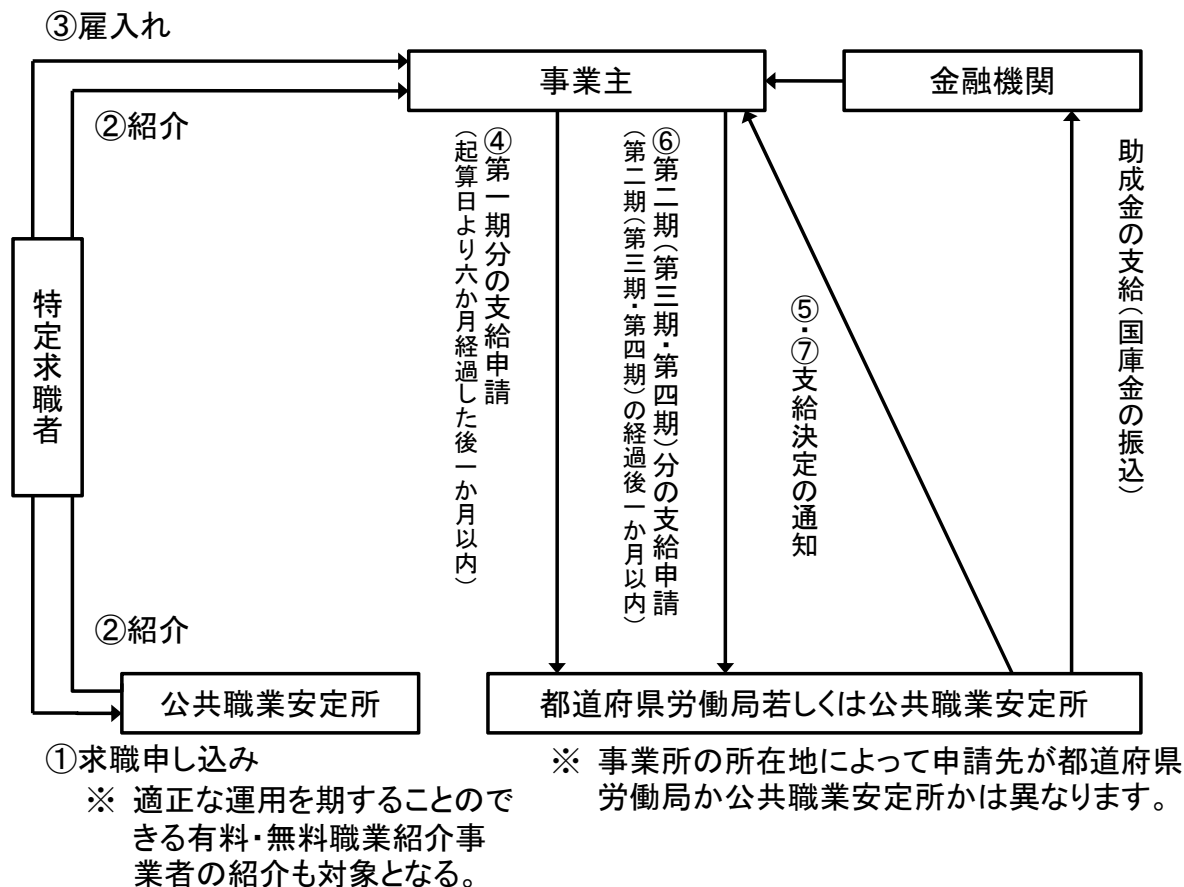 ③雇入れ
事業主
金融機関
②紹介
④第一期分の支給申請
(起算日より六か月経過した後一か月以内)
⑥第二期(第三期・第四期)分の支給申請
(第二期(第三期・第四期)の経過後一か月以内)
⑤・⑦支給決定の通知
助成金の支給(国庫金の振込)
特定求職者
②紹介
公共職業安定所
都道府県労働局若しくは公共職業安定所
①求職申し込み
※ 適正な運用を期することので
きる有料・無料職業紹介事
業者の紹介も対象となる。
※ 事業所の所在地によって申請先が都道府県
労働局か公共職業安定所かは異なります。